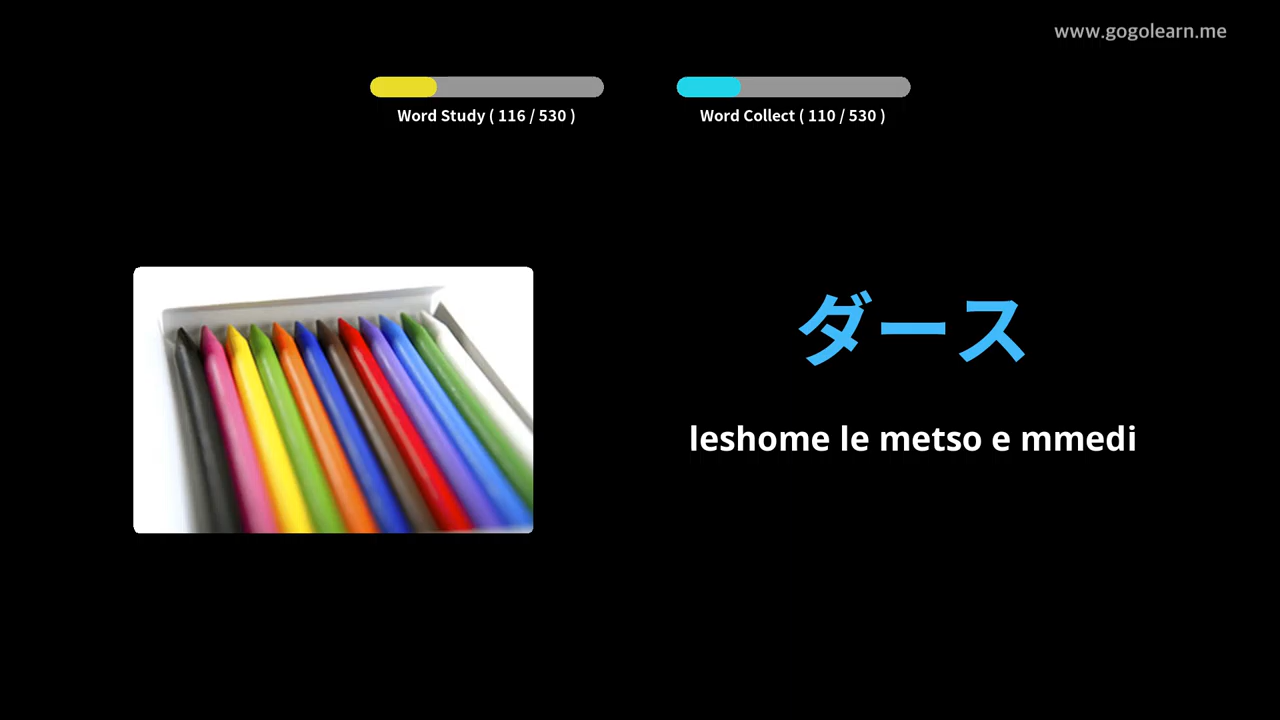 www.gogolearn.me
Word Study ( 116 / 530 )
Word Collect ( 110 / 530 )
ダース
leshome le metso e mmedi